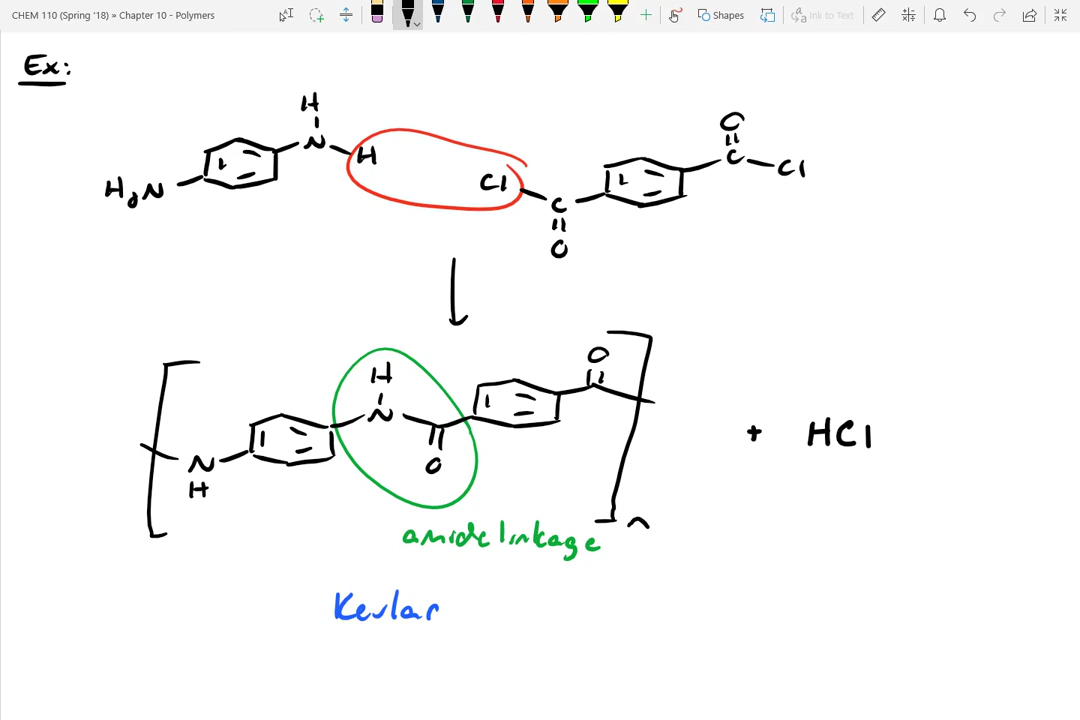 CHEM 110 (Spring '18) » Chapter 10 - Polymers
Shapes
Ink to Text
Ex:
H
N
H
H₂N
Cl
C
O
O
C
Cl
H
N
O
O
N
H
n
+ HCl
amide linkage
Kevlar